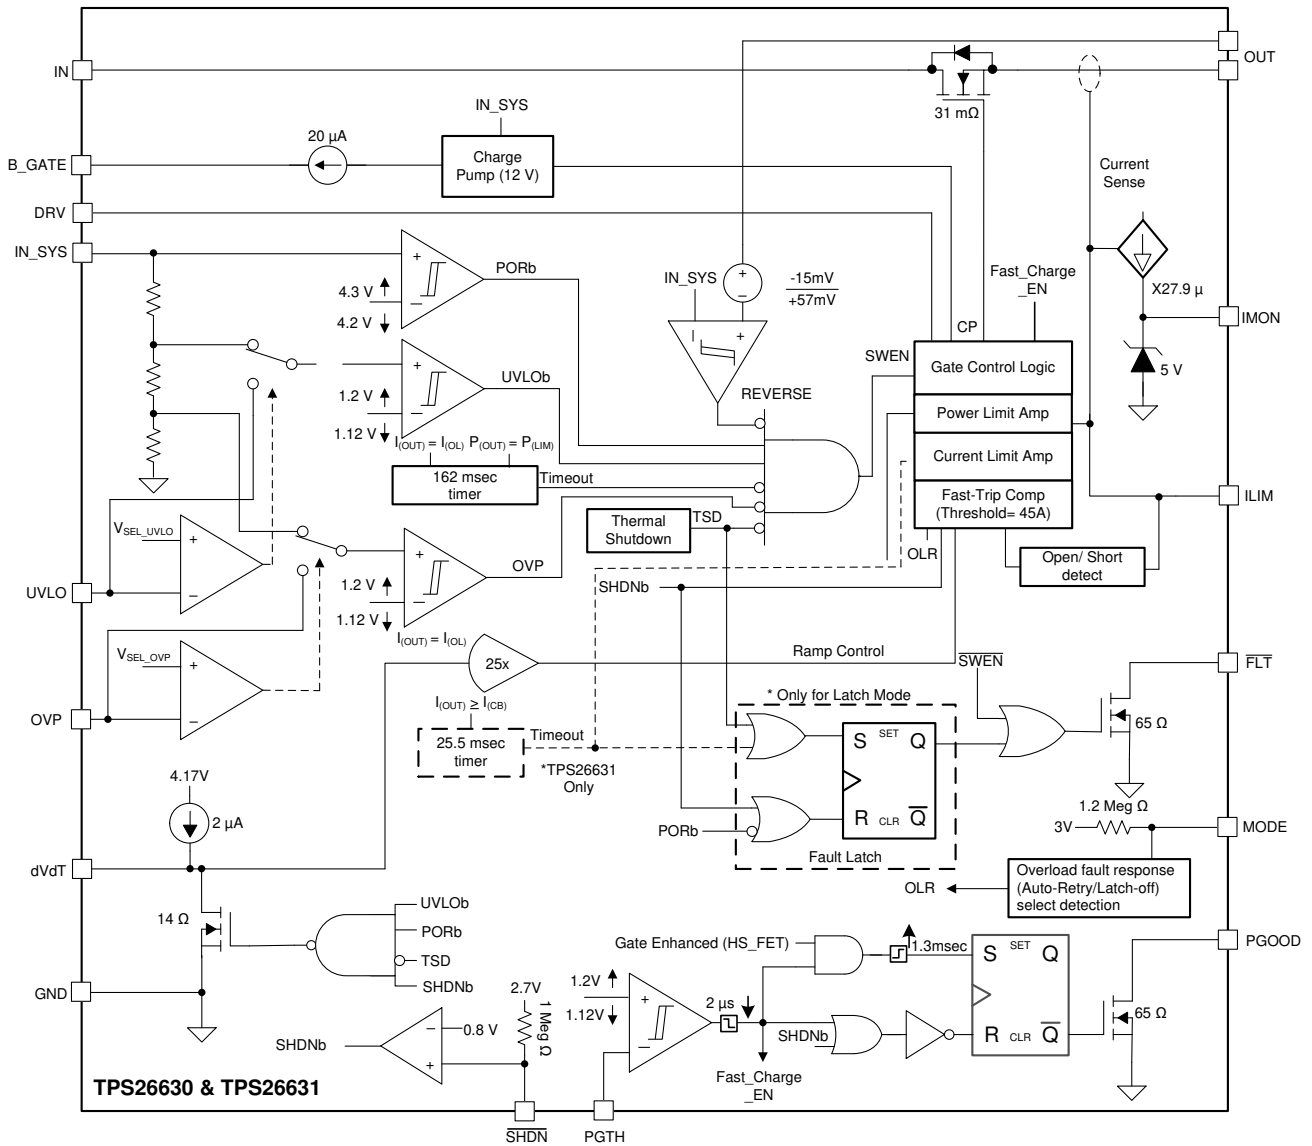 OUT
IN
31 mΩ
IN_SYS
20 µA
Charge
Pump (12 V)
B_GATE
Current
Sense
DRV
IN_SYS
PORb
4.3 V
4.2 V
IN_SYS
-15mV
+57mV
Fast_Charge
_EN
X27.9 µ
IMON
CP
5 V
SWEN
Gate Control Logic
Power Limit Amp
Current Limit Amp
Fast-Trip Comp
(Threshold= 45A)
UVLOb
1.2 V
1.12 V
REVERSE
I(OUT) = I(OL) P(OUT) = P(LIM)
162 msec
timer
Timeout
ILIM
Thermal
Shutdown
TSD
OLR
Open/ Short
detect
VSEL_UVLO
UVLO
1.2 V
1.12 V
OVP
SHDNb
I(OUT) = I(OL)
VSEL_OVP
OVP
25x
Ramp Control
SWEN
FLT
65 Ω
I(OUT) ≥ I(CB)
25.5 msec
timer
Timeout
*TPS26631
Only
* Only for Latch Mode
S SET Q
R CLR Q
PORb
Fault Latch
4.17V
2 µA
dVdT
1.2 Meg Ω
3V
MODE
Overload fault response
(Auto-Retry/Latch-off)
select detection
OLR
14 Ω
UVLOb
PORb
TSD
SHDNb
GND
Gate Enhanced (HS_FET)
1.3msec
S SET Q
R CLR Q
PGOOD
65 Ω
1.2V
1.12V
2 µs
SHDNb
Fast_Charge
_EN
2.7V
1 Meg Ω
0.8 V
SHDNb
TPS26630 & TPS26631
SHDN
PGTH